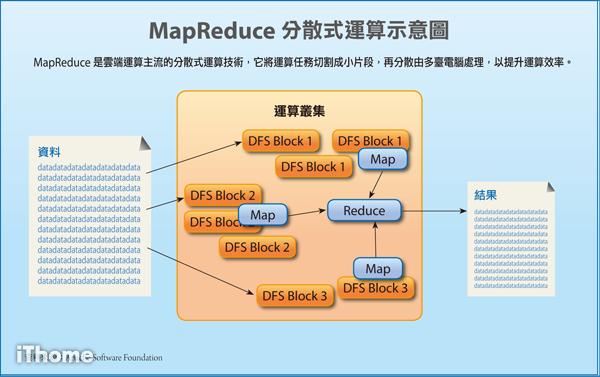 MapReduce 分散式運算示意圖
MapReduce 是雲端運算主流的分散式運算技術，它將運算任務切割成小片段，再分散由多臺電腦處理，以提升運算效率。
運算叢集
資料
datadatadatadatadatadatadata
datadatadatadatadatadatadata
datadatadatadatadatadatadata
datadatadatadatadatadatadata
datadatadatadatadatadatadata
datadatadatadatadatadatadata
datadatadatadatadatadatadata
datadatadatadatadatadatadata
datadatadatadatadatadatadata
datadatadatadatadatadatadata
datadatadatadatadatadatadata
DFS Block 1
DFS Block 1
DFS Block 1
Map
DFS Block 2
DFS Block 2
Map
DFS Block 2
Reduce
Map
DFS Block 3
DFS Block 3
結果
datadatadatadatadatadatadata
datadatadatadatadatadatadata
datadatadatadatadatadatadata
datadatadatadatadatadatadata
datadatadatadatadatadatadata
datadatadatadatadatadatadata
datadatadatadatadatadatadata
datadatadatadatadatadatadata
datadatadatadatadatadatadata
datadatadatadatadatadatadata
datadatadatadatadatadatadata
iThome
Software Foundation